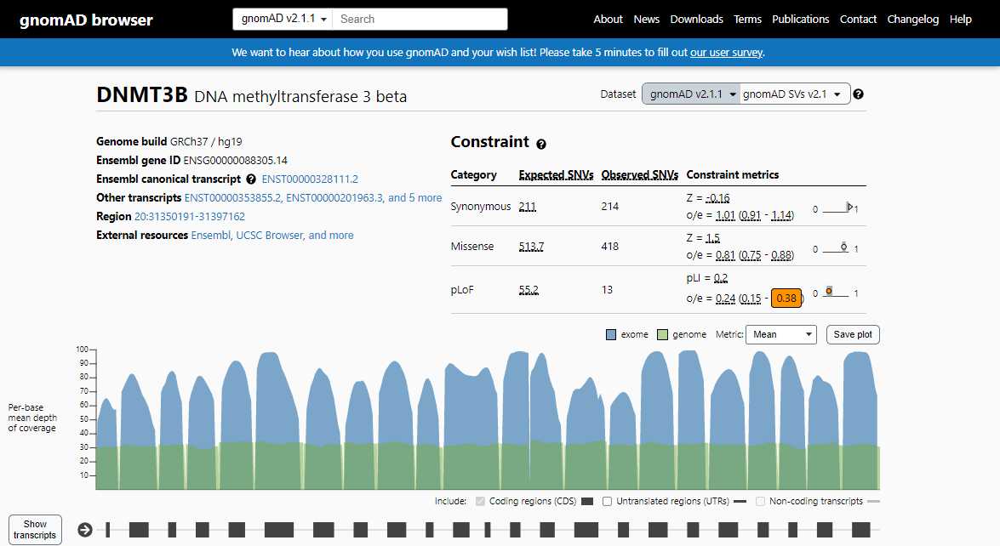 gnomAD browser
gnomAD v2.1.1
Search
About News Downloads Terms Publications Contact Changelog Help
We want to hear about how you use gnomAD and your wish list! Please take 5 minutes to fill out our user survey.
DNMT3B DNA methyltransferase 3 beta
Dataset gnomAD v2.1.1 gnomAD SVs v2.1 ?
Genome build GRCh37 / hg19
Ensembl gene ID ENSG00000088305.14
Ensembl canonical transcript ? ENST00000328111.2
Other transcripts ENST00000353855.2, ENST00000201963.3, and 5 more
Region 20:31350191-31397162
External resources Ensembl, UCSC Browser, and more
Constraint ?
Category Expected SNVs Observed SNVs Constraint metrics
Synonymous 211 214 Z = -0.16
o/e = 1.01 (0.91 - 1.14) 0 1
Missense 513.7 418 Z = 1.5
o/e = 0.81 (0.75 - 0.88) 0 1
pLoF 55.2 13 pLI = 0.2
o/e = 0.24 (0.15 - 0.38) 0 1
exome genome Metric: Mean Save plot
Per-base
mean depth
of coverage
100
90
80
70
60
50
40
30
20
10
Include: Coding regions (CDS) Untranslated regions (UTRs) Non-coding transcripts
Show
transcripts